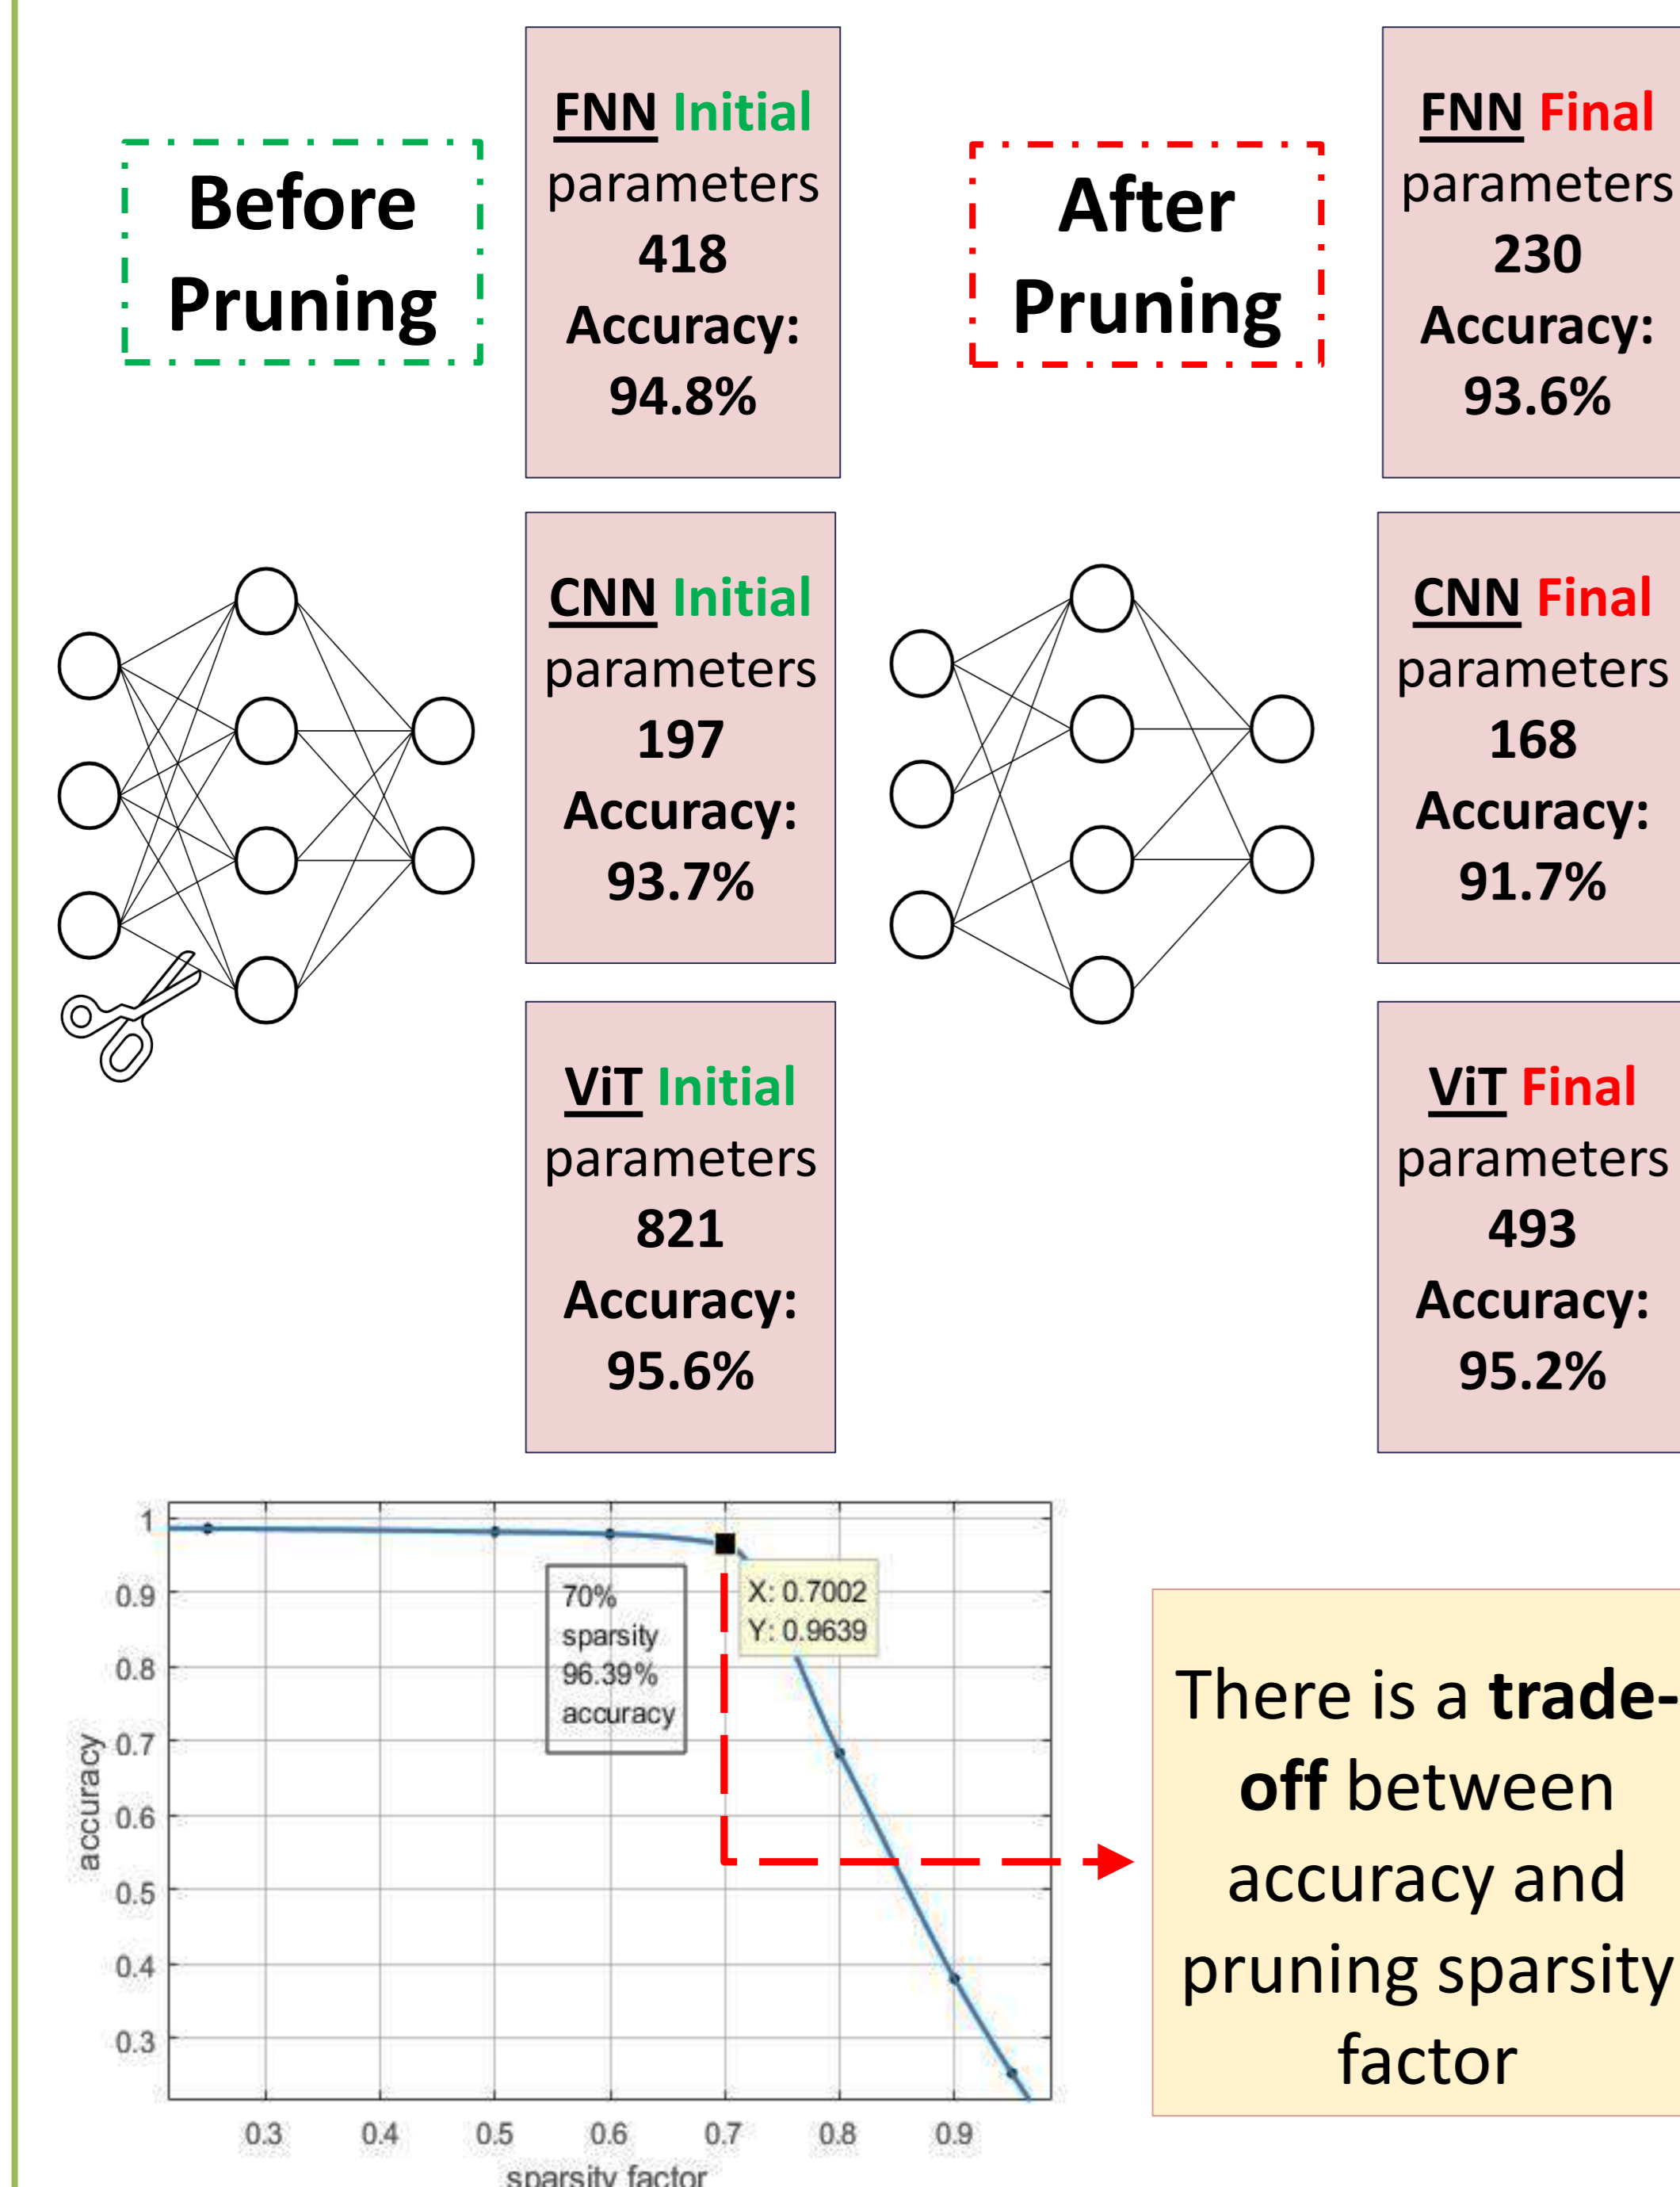 Before
Pruning
FNN Initial
parameters
418
Accuracy:
94.8%
After
Pruning
FNN Final
parameters
230
Accuracy:
93.6%
CNN Initial
parameters
197
Accuracy:
93.7%
CNN Final
parameters
168
Accuracy:
91.7%
ViT Initial
parameters
821
Accuracy:
95.6%
ViT Final
parameters
493
Accuracy:
95.2%
1
0.9
0.8
0.7
0.6
0.5
0.4
0.3
accuracy
70%
sparsity
96.39%
accuracy
X: 0.7002
Y: 0.9639
0.3 0.4 0.5 0.6 0.7 0.8 0.9
sparsity factor
There is a trade-
off between
accuracy and
pruning sparsity
factor